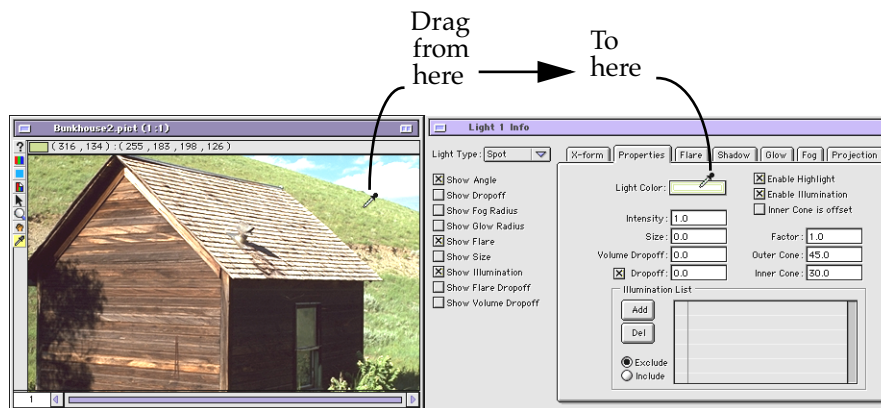 Drag
from
here
To
here
Bunkhouse2.pict (1:1)
(316, 134) : (255, 183, 198, 126)
?
1
Light 1 Info
Light Type: Spot
X-form Properties Flare Shadow Glow Fog Projection
Show Angle
Show Dropoff
Show Fog Radius
Show Glow Radius
Show Flare
Show Size
Show Illumination
Show Flare Dropoff
Show Volume Dropoff
Light Color:
Enable Highlight
Enable Illumination
Inner Cone is offset
Intensity: 1.0
Size: 0.0
Factor: 1.0
Volume Dropoff: 0.0
Outer Cone: 45.0
Dropoff: 0.0
Inner Cone: 30.0
Illumination List
Add
Del
Exclude
Include